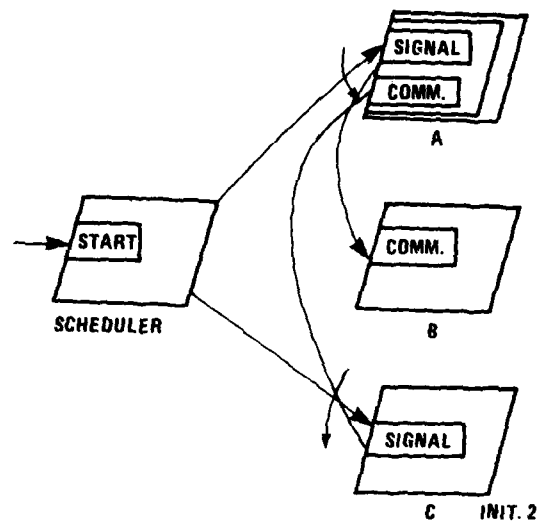 SIGNAL
COMM.
A
START
SCHEDULER
COMM.
B
SIGNAL
C INIT. 2